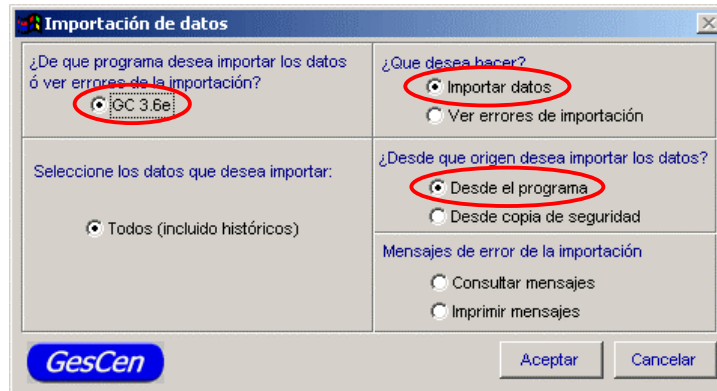 Importación de datos
¿De que programa desea importar los datos
ó ver errores de la importación?
GC 3.6e
¿Que desea hacer?
Importar datos
Ver errores de importación
Seleccione los datos que desea importar:
Todos (incluido históricos)
¿Desde que origen desea importar los datos?
Desde el programa
Desde copia de seguridad
Mensajes de error de la importación
Consultar mensajes
Imprimir mensajes
GesCen
Aceptar
Cancelar